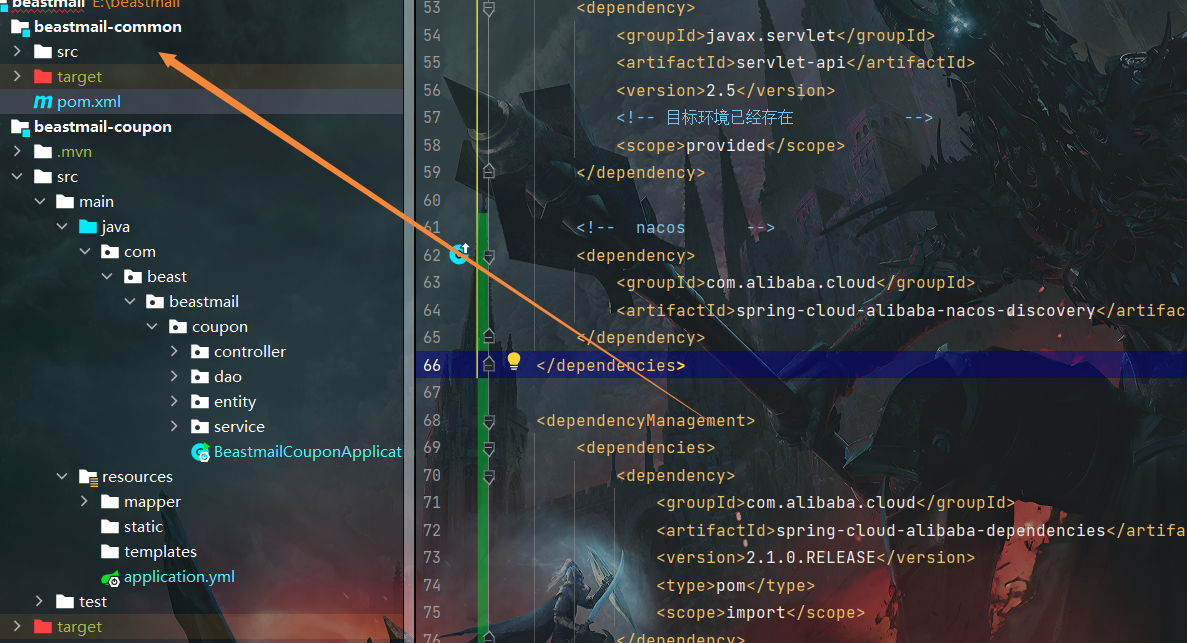 beastmail E:\beastmail
beastmail-common
src
target
pom.xml
beastmail-coupon
.mvn
src
main
java
com
beast
beastmail
coupon
controller
dao
entity
service
BeastmailCouponApplicat
resources
mapper
static
templates
application.yml
test
target
53 <dependency>
54 <groupId>javax.servlet</groupId>
55 <artifactId>servlet-api</artifactId>
56 <version>2.5</version>
57 <!-- 目标环境已经存在 -->
58 <scope>provided</scope>
59 </dependency>
60
61 <!-- nacos -->
62 <dependency>
63 <groupId>com.alibaba.cloud</groupId>
64 <artifactId>spring-cloud-alibaba-nacos-discovery</artifac
65 </dependency>
66 </dependencies>
67
68 <dependencyManagement>
69 <dependencies>
70 <dependency>
71 <groupId>com.alibaba.cloud</groupId>
72 <artifactId>spring-cloud-alibaba-dependencies</artifa
73 <version>2.1.0.RELEASE</version>
74 <type>pom</type>
75 <scope>import</scope>
76 </dependency>